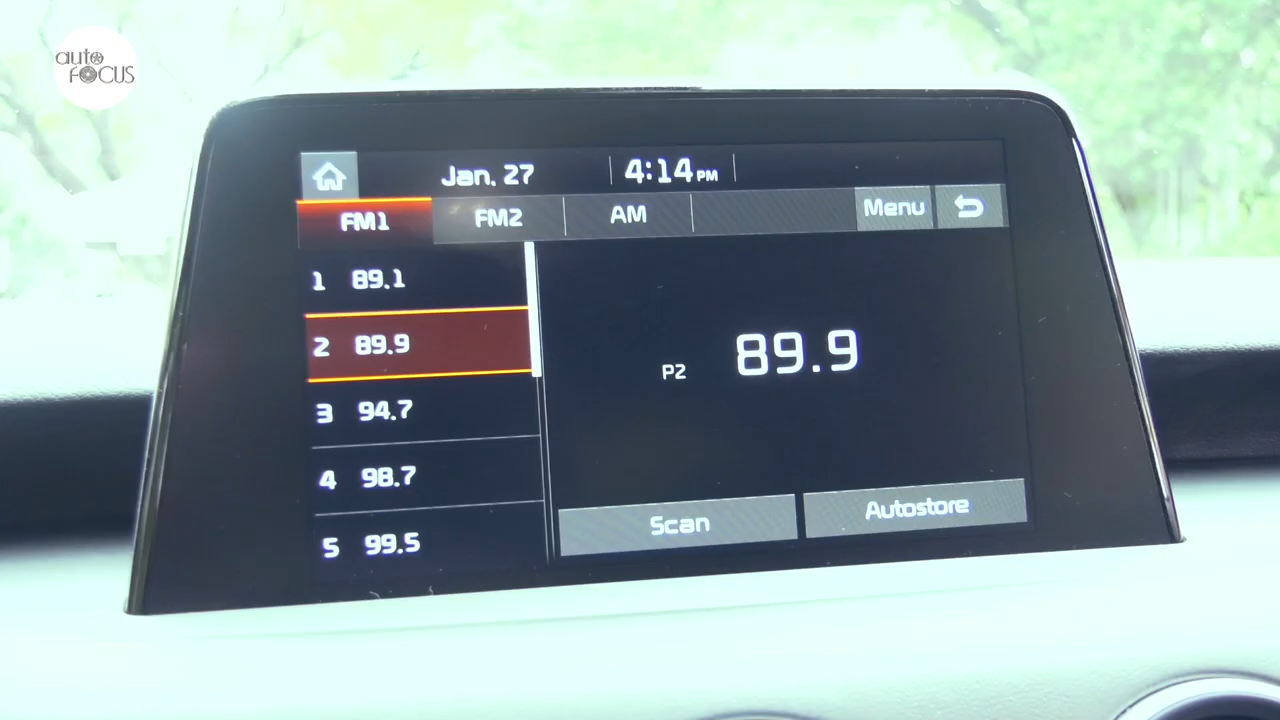 auto
FOCUS
Jan. 27 4:14 PM
FM1 FM2 AM Menu
1 89.1
2 89.9
P2 89.9
3 94.7
4 98.7
5 99.5
Scan Autostore